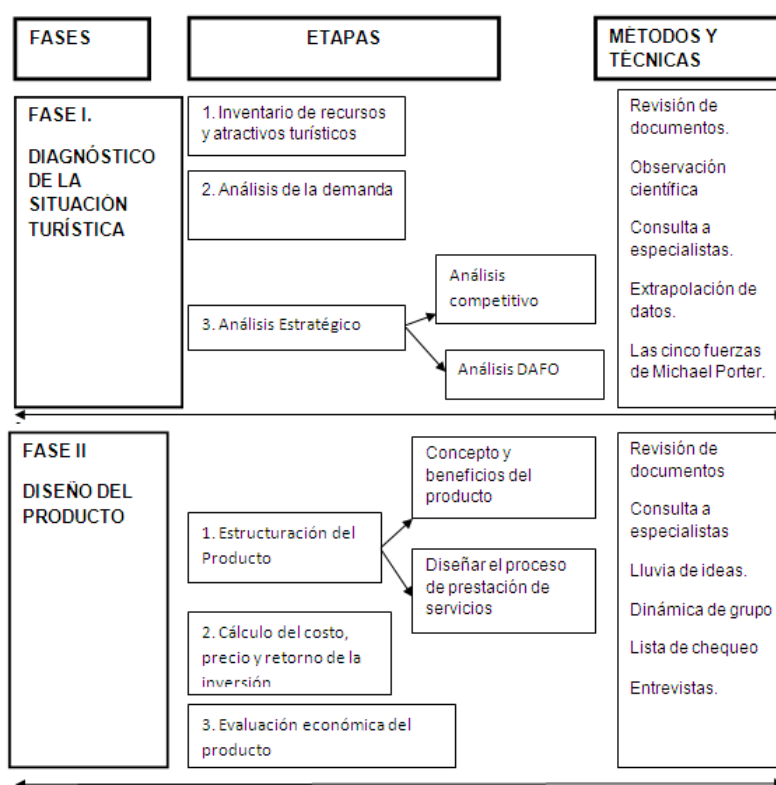 FASES
ETAPAS
MÉTODOS Y
TÉCNICAS
FASE I.
DIAGNÓSTICO
DE LA
SITUACIÓN
TURÍSTICA
1. Inventario de recursos
y atractivos turísticos
2. Análisis de la demanda
3. Análisis Estratégico
Análisis
competitivo
Análisis DAFO
Revisión de
documentos.
Observación
científica
Consulta a
especialistas.
Extrapolación de
datos.
Las cinco fuerzas
de Michael Porter.
FASE II
DISEÑO DEL
PRODUCTO
1. Estructuración del
Producto
Concepto y
beneficios del
producto
Diseñar el proceso
de prestación de
servicios
2. Cálculo del costo,
precio y retorno de la
inversión
3. Evaluación económica del
producto
Revisión de
documentos
Consulta a
especialistas
Lluvia de ideas.
Dinámica de grupo
Lista de chequeo
Entrevistas.